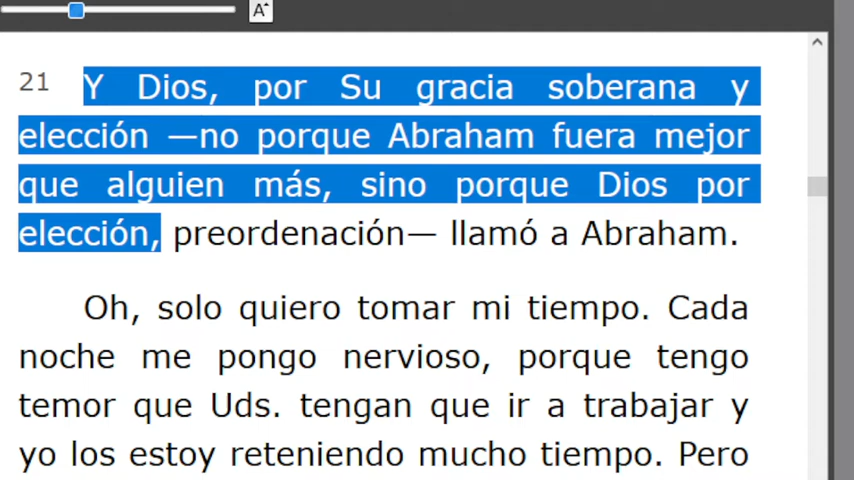 A
21 Y Dios, por Su gracia soberana y
elección —no porque Abraham fuera mejor
que alguien más, sino porque Dios por
elección, preordenación— llamó a Abraham.
Oh, solo quiero tomar mi tiempo. Cada
noche me pongo nervioso, porque tengo
temor que Uds. tengan que ir a trabajar y
yo los estoy reteniendo mucho tiempo. Pero